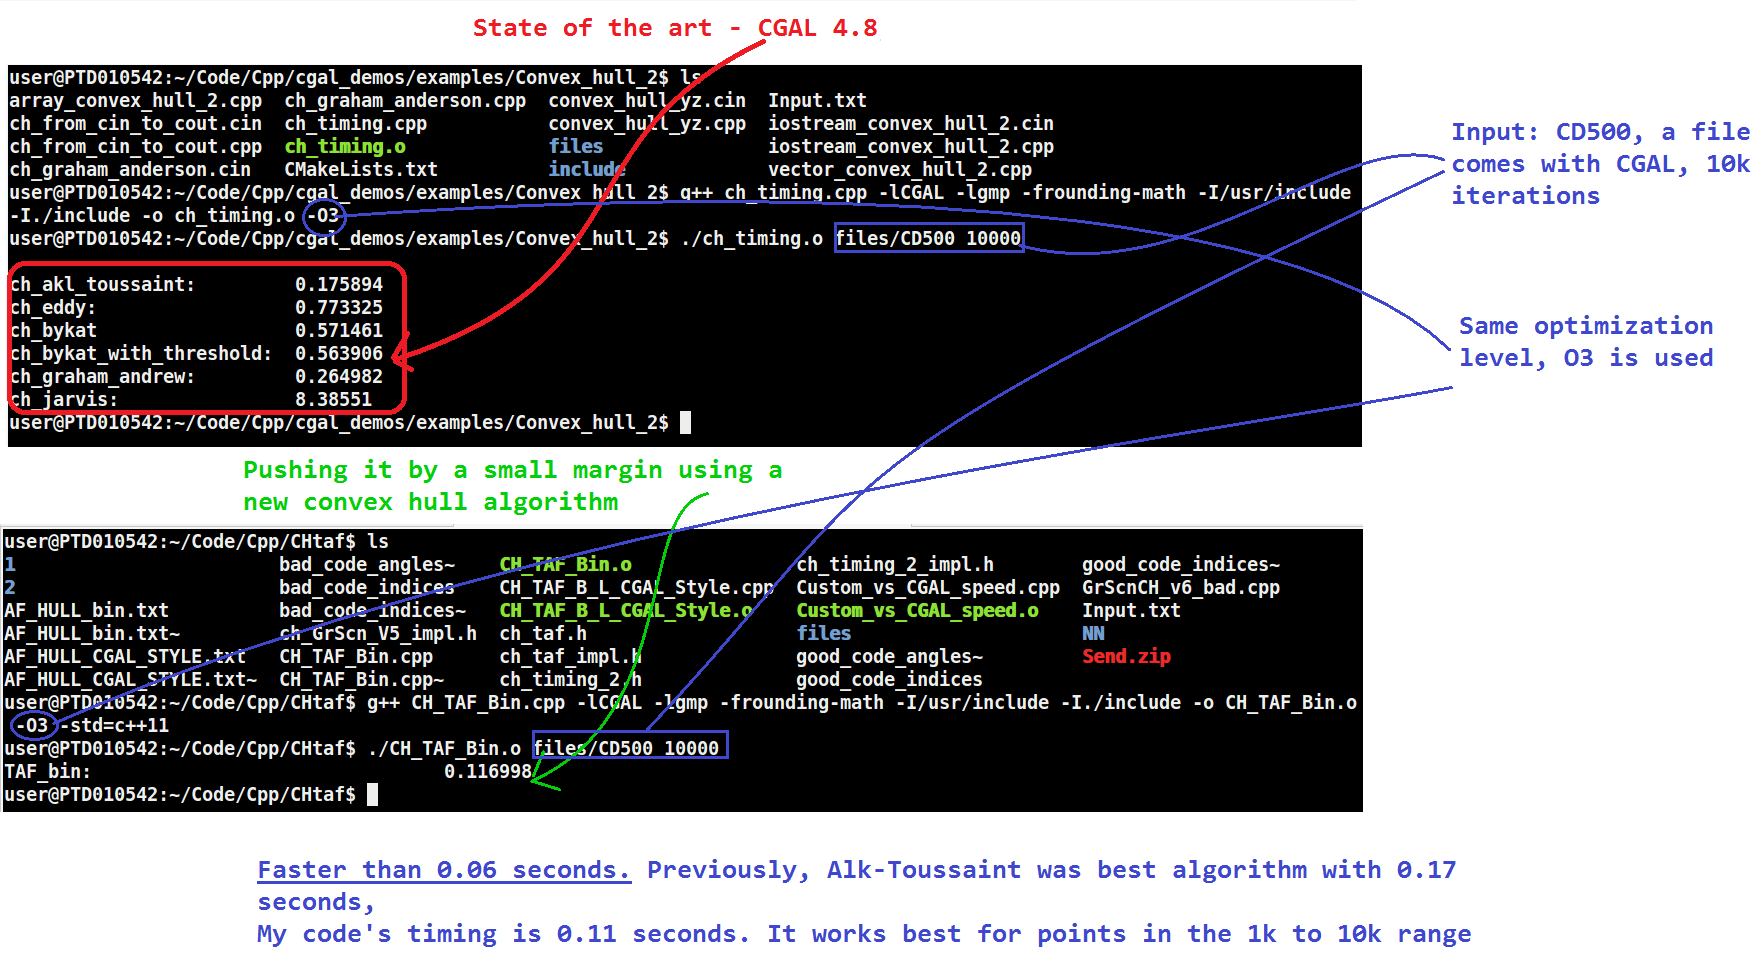 State of the art - CGAL 4.8
user@PTD010542:~/Code/Cpp/cgal_demos/examples/Convex_hull_2$ ls
array_convex_hull_2.cpp ch_graham_anderson.cpp convex_hull_yz.cin Input.txt
ch_from_cin_to_cout.cin ch_timing.cpp convex_hull_yz.cpp iostream_convex_hull_2.cin
ch_from_cin_to_cout.cpp ch_timing.o files iostream_convex_hull_2.cpp
ch_graham_anderson.cin CMakeLists.txt include vector_convex_hull_2.cpp
user@PTD010542:~/Code/Cpp/cgal_demos/examples/Convex_hull_2$ g++ ch_timing.cpp -lCGAL -lgmp -frounding-math -I/usr/include
-I./include -o ch_timing.o -O3
user@PTD010542:~/Code/Cpp/cgal_demos/examples/Convex_hull_2$ ./ch_timing.o files/CD500 10000
ch_akl_toussaint: 0.175894
ch_eddy: 0.773325
ch_bykat 0.571461
ch_bykat_with_threshold: 0.563906
ch_graham_andrew: 0.264982
ch_jarvis: 8.38551
user@PTD010542:~/Code/Cpp/cgal_demos/examples/Convex_hull_2$
Input: CD500, a file
comes with CGAL, 10k
iterations
Same optimization
level, O3 is used
Pushing it by a small margin using a
new convex hull algorithm
user@PTD010542:~/Code/Cpp/CHtaf$ ls
1 bad_code_angles~ CH_TAF_Bin.o ch_timing_2_impl.h good_code_indices~
2 bad_code_indices CH_TAF_B_L_CGAL_Style.cpp Custom_vs_CGAL_speed.cpp GrScnCH_v6_bad.cpp
AF_HULL_bin.txt bad_code_indices~ CH_TAF_B_L_CGAL_Style.o Custom_vs_CGAL_speed.o Input.txt
AF_HULL_bin.txt~ ch_GrScn_V5_impl.h ch_taf.h files NN
AF_HULL_CGAL_STYLE.txt CH_TAF_Bin.cpp ch_taf_impl.h good_code_angles~ Send.zip
AF_HULL_CGAL_STYLE.txt~ CH_TAF_Bin.cpp~ ch_timing_2.h good_code_indices
user@PTD010542:~/Code/Cpp/CHtaf$ g++ CH_TAF_Bin.cpp -lCGAL -lgmp -frounding-math -I/usr/include -I./include -o CH_TAF_Bin.o
-O3 -std=c++11
user@PTD010542:~/Code/Cpp/CHtaf$ ./CH_TAF_Bin.o files/CD500 10000
TAF_bin: 0.116998
user@PTD010542:~/Code/Cpp/CHtaf$
Faster than 0.06 seconds. Previously, Alk-Toussaint was best algorithm with 0.17
seconds,
My code's timing is 0.11 seconds. It works best for points in the 1k to 10k range